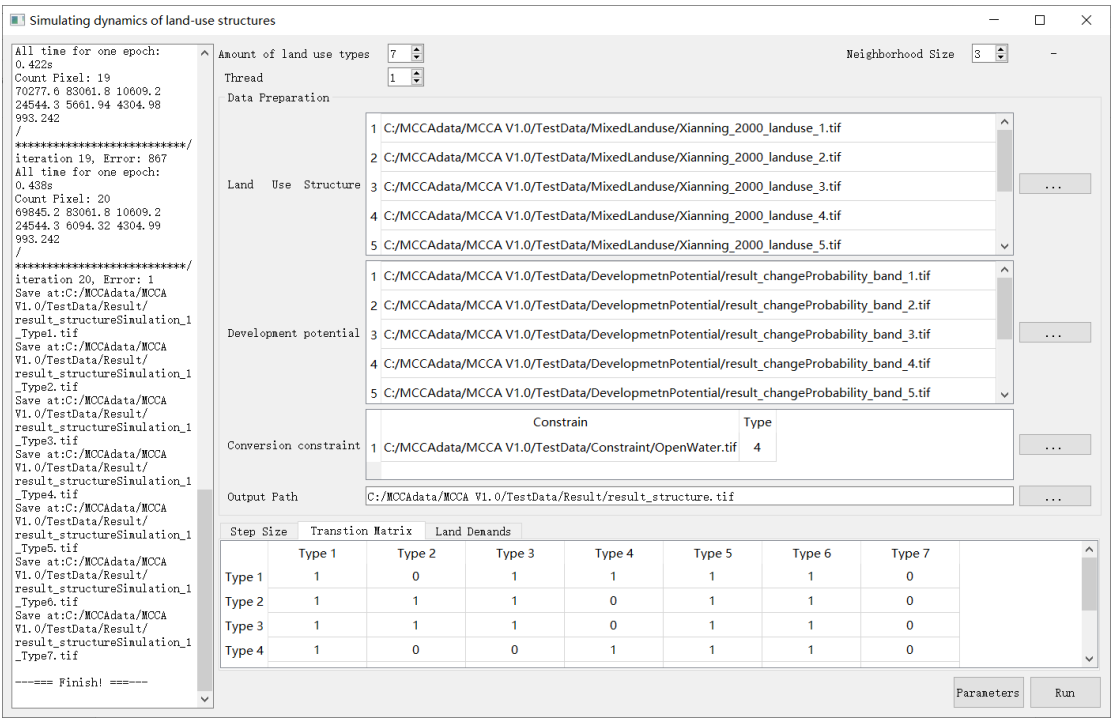 Simulating dynamics of land-use structures
All time for one epoch:
0.422s
Count Pixel: 19
70277.6 83061.8 10609.2
24544.3 5661.94 4304.98
993.242
/
***************************/
iteration 19, Error: 867
All time for one epoch:
0.438s
Count Pixel: 20
69845.2 83061.8 10609.2
24544.3 6094.32 4304.99
993.242
/
***************************/
iteration 20, Error: 1
Save at:C:/MCCAdata/MCCA
V1.0/TestData/Result/
result_structureSimulation_1
_Type1.tif
Save at:C:/MCCAdata/MCCA
V1.0/TestData/Result/
result_structureSimulation_1
_Type2.tif
Save at:C:/MCCAdata/MCCA
V1.0/TestData/Result/
result_structureSimulation_1
_Type3.tif
Save at:C:/MCCAdata/MCCA
V1.0/TestData/Result/
result_structureSimulation_1
_Type4.tif
Save at:C:/MCCAdata/MCCA
V1.0/TestData/Result/
result_structureSimulation_1
_Type5.tif
Save at:C:/MCCAdata/MCCA
V1.0/TestData/Result/
result_structureSimulation_1
_Type6.tif
Save at:C:/MCCAdata/MCCA
V1.0/TestData/Result/
result_structureSimulation_1
_Type7.tif
---=== Finish! ===---
Amount of land use types 7 Neighborhood Size 3 -
Thread 1
Data Preparation
Land Use Structure
1 C:/MCCAdata/MCCA V1.0/TestData/MixedLanduse/Xianning_2000_landuse_1.tif
2 C:/MCCAdata/MCCA V1.0/TestData/MixedLanduse/Xianning_2000_landuse_2.tif
3 C:/MCCAdata/MCCA V1.0/TestData/MixedLanduse/Xianning_2000_landuse_3.tif
4 C:/MCCAdata/MCCA V1.0/TestData/MixedLanduse/Xianning_2000_landuse_4.tif
5 C:/MCCAdata/MCCA V1.0/TestData/MixedLanduse/Xianning_2000_landuse_5.tif
...
Development potential
1 C:/MCCAdata/MCCA V1.0/TestData/DevelopmetnPotential/result_changeProbability_band_1.tif
2 C:/MCCAdata/MCCA V1.0/TestData/DevelopmetnPotential/result_changeProbability_band_2.tif
3 C:/MCCAdata/MCCA V1.0/TestData/DevelopmetnPotential/result_changeProbability_band_3.tif
4 C:/MCCAdata/MCCA V1.0/TestData/DevelopmetnPotential/result_changeProbability_band_4.tif
5 C:/MCCAdata/MCCA V1.0/TestData/DevelopmetnPotential/result_changeProbability_band_5.tif
...
Constrain Type
Conversion constraint 1 C:/MCCAdata/MCCA V1.0/TestData/Constraint/OpenWater.tif 4 ...
Output Path C:/MCCAdata/MCCA V1.0/TestData/Result/result_structure.tif ...
Step Size Transtion Matrix Land Demands
Type 1 Type 2 Type 3 Type 4 Type 5 Type 6 Type 7
Type 1 1 0 1 1 1 1 0
Type 2 1 1 1 0 1 1 0
Type 3 1 1 1 0 1 1 0
Type 4 1 0 0 1 1 1 0
Parameters Run